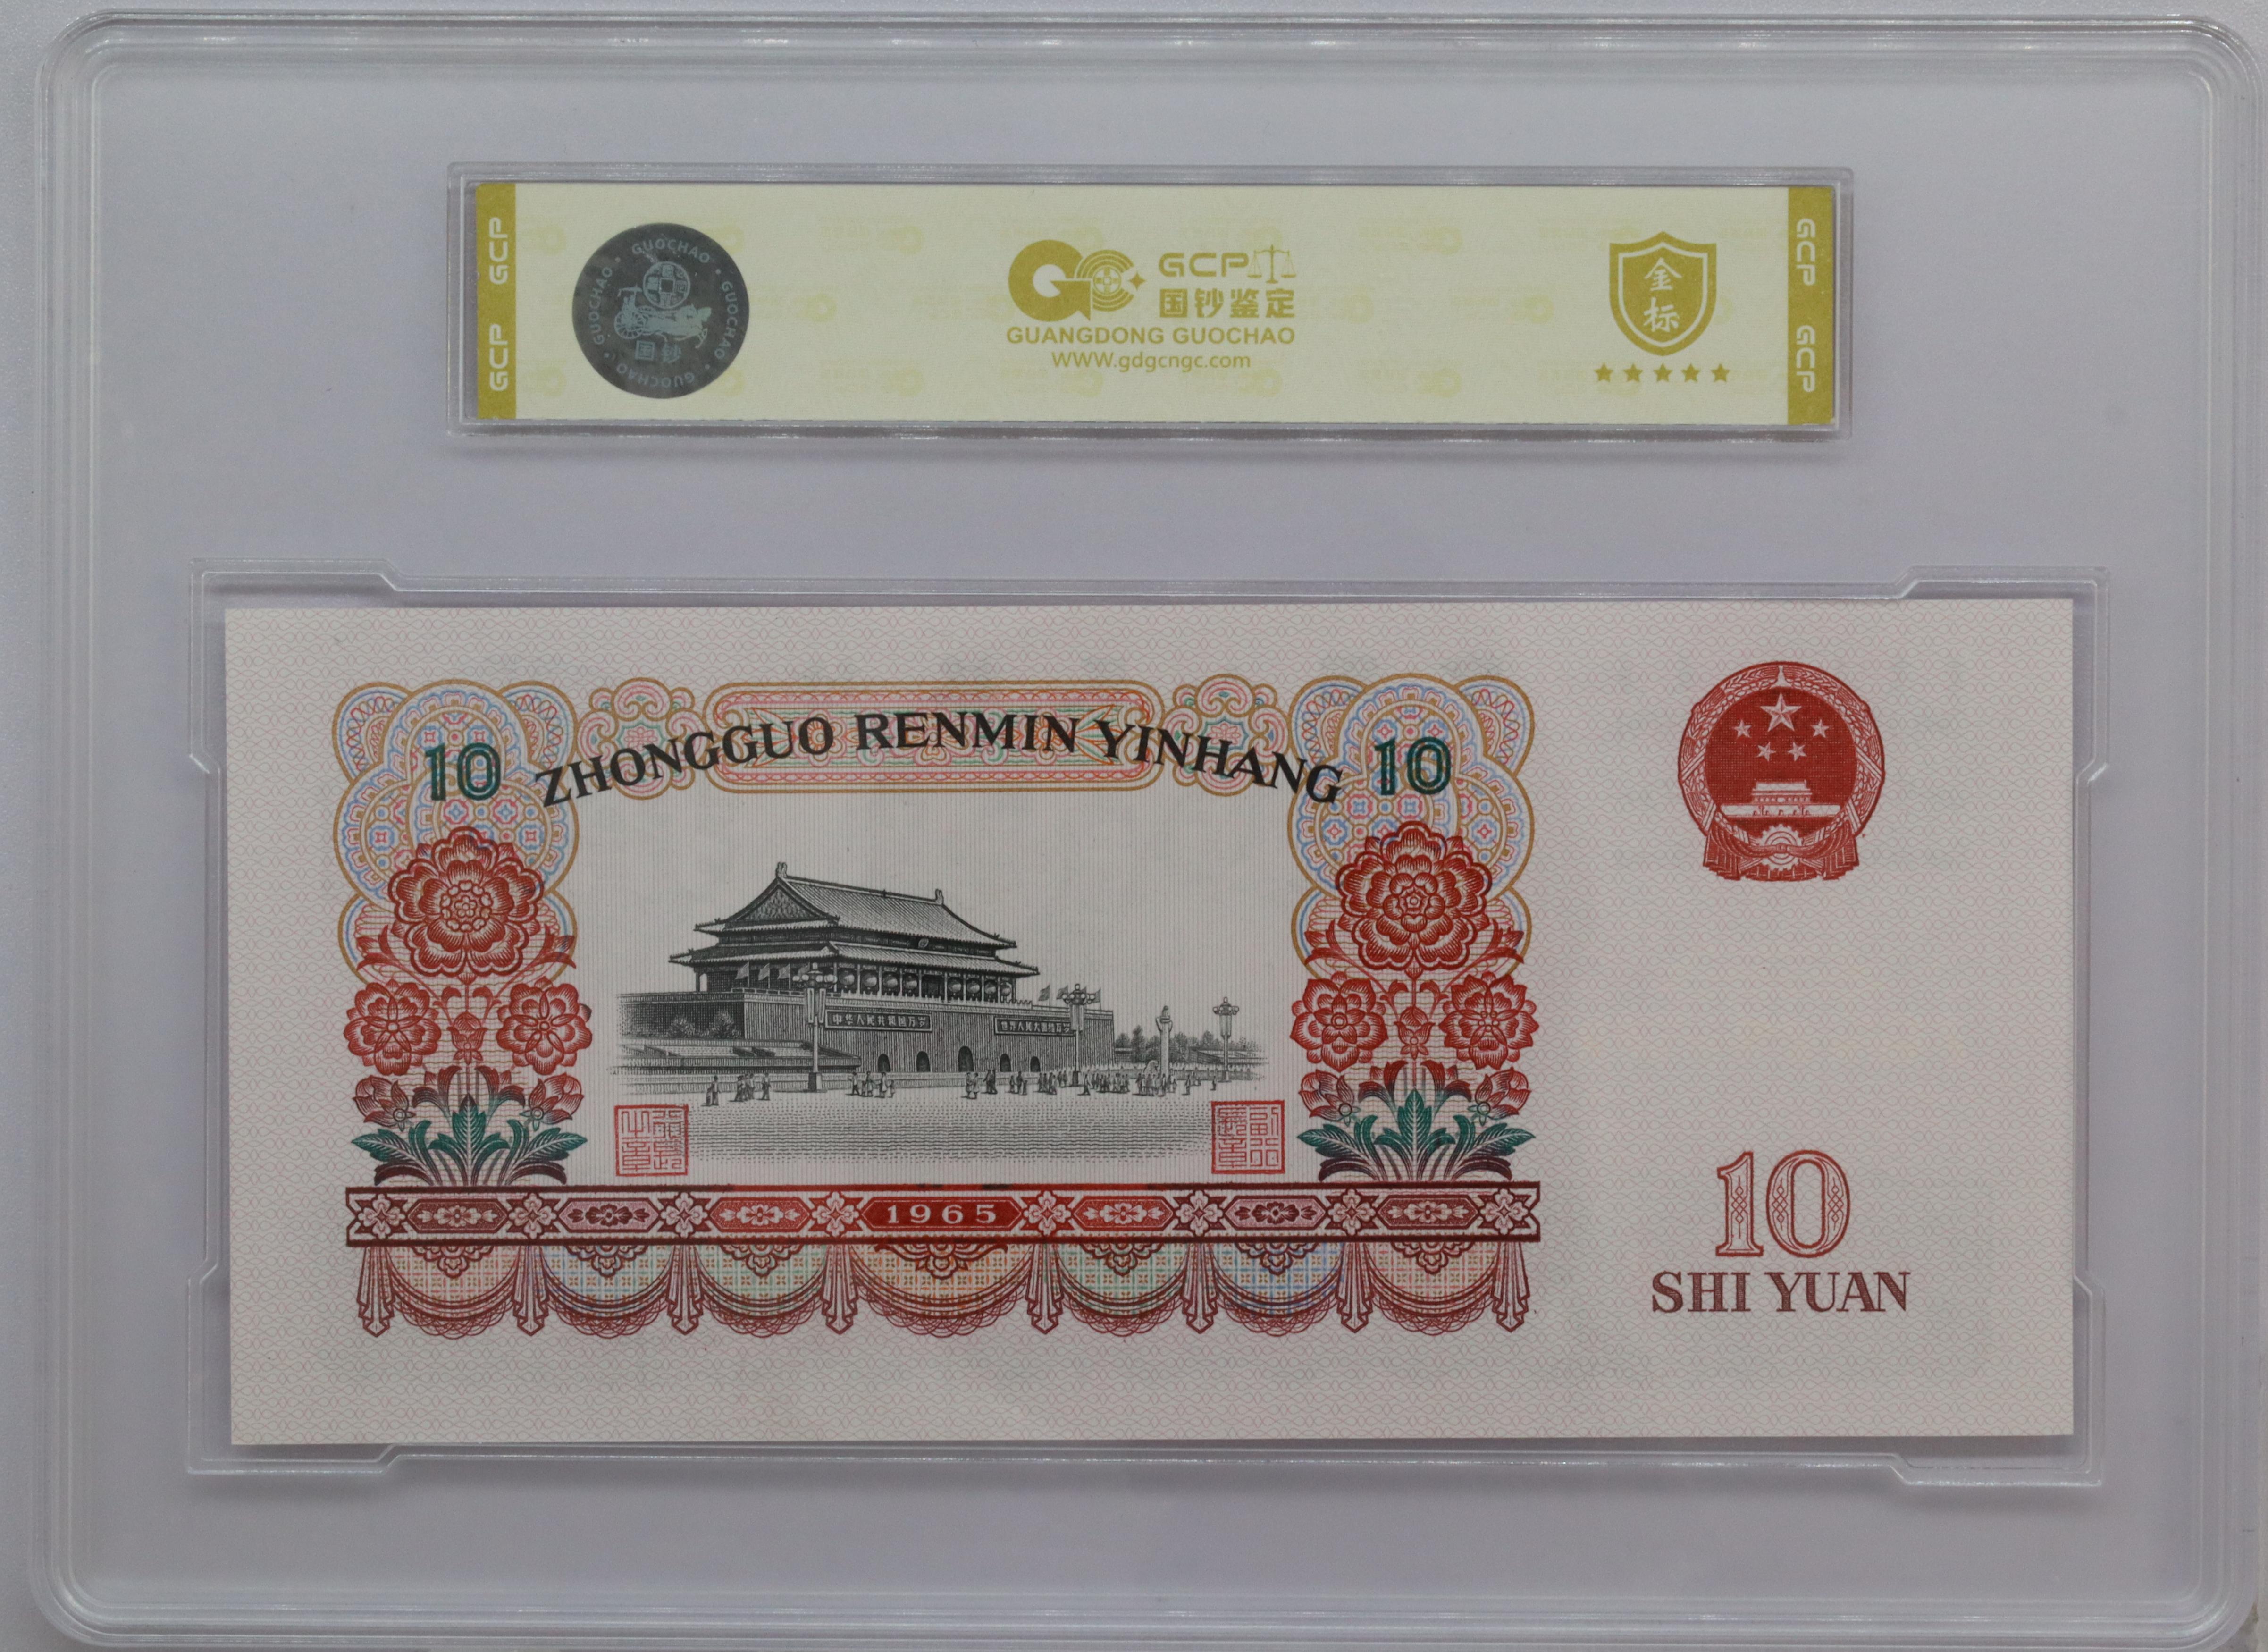 GCP GCP
GUOCHAO • GUOCHAO • GUOCHAO • GUOCHAO •
国钞
GCP
国钞鉴定
GUANGDONG GUOCHAO
WWW.gdgcngc.com
金
标
★★★★★
GCP GCP
10 ZHONGGUO RENMIN YINHANG 10
中华人民共和国万岁
世界人民大团结万岁
1965
10
SHI YUAN